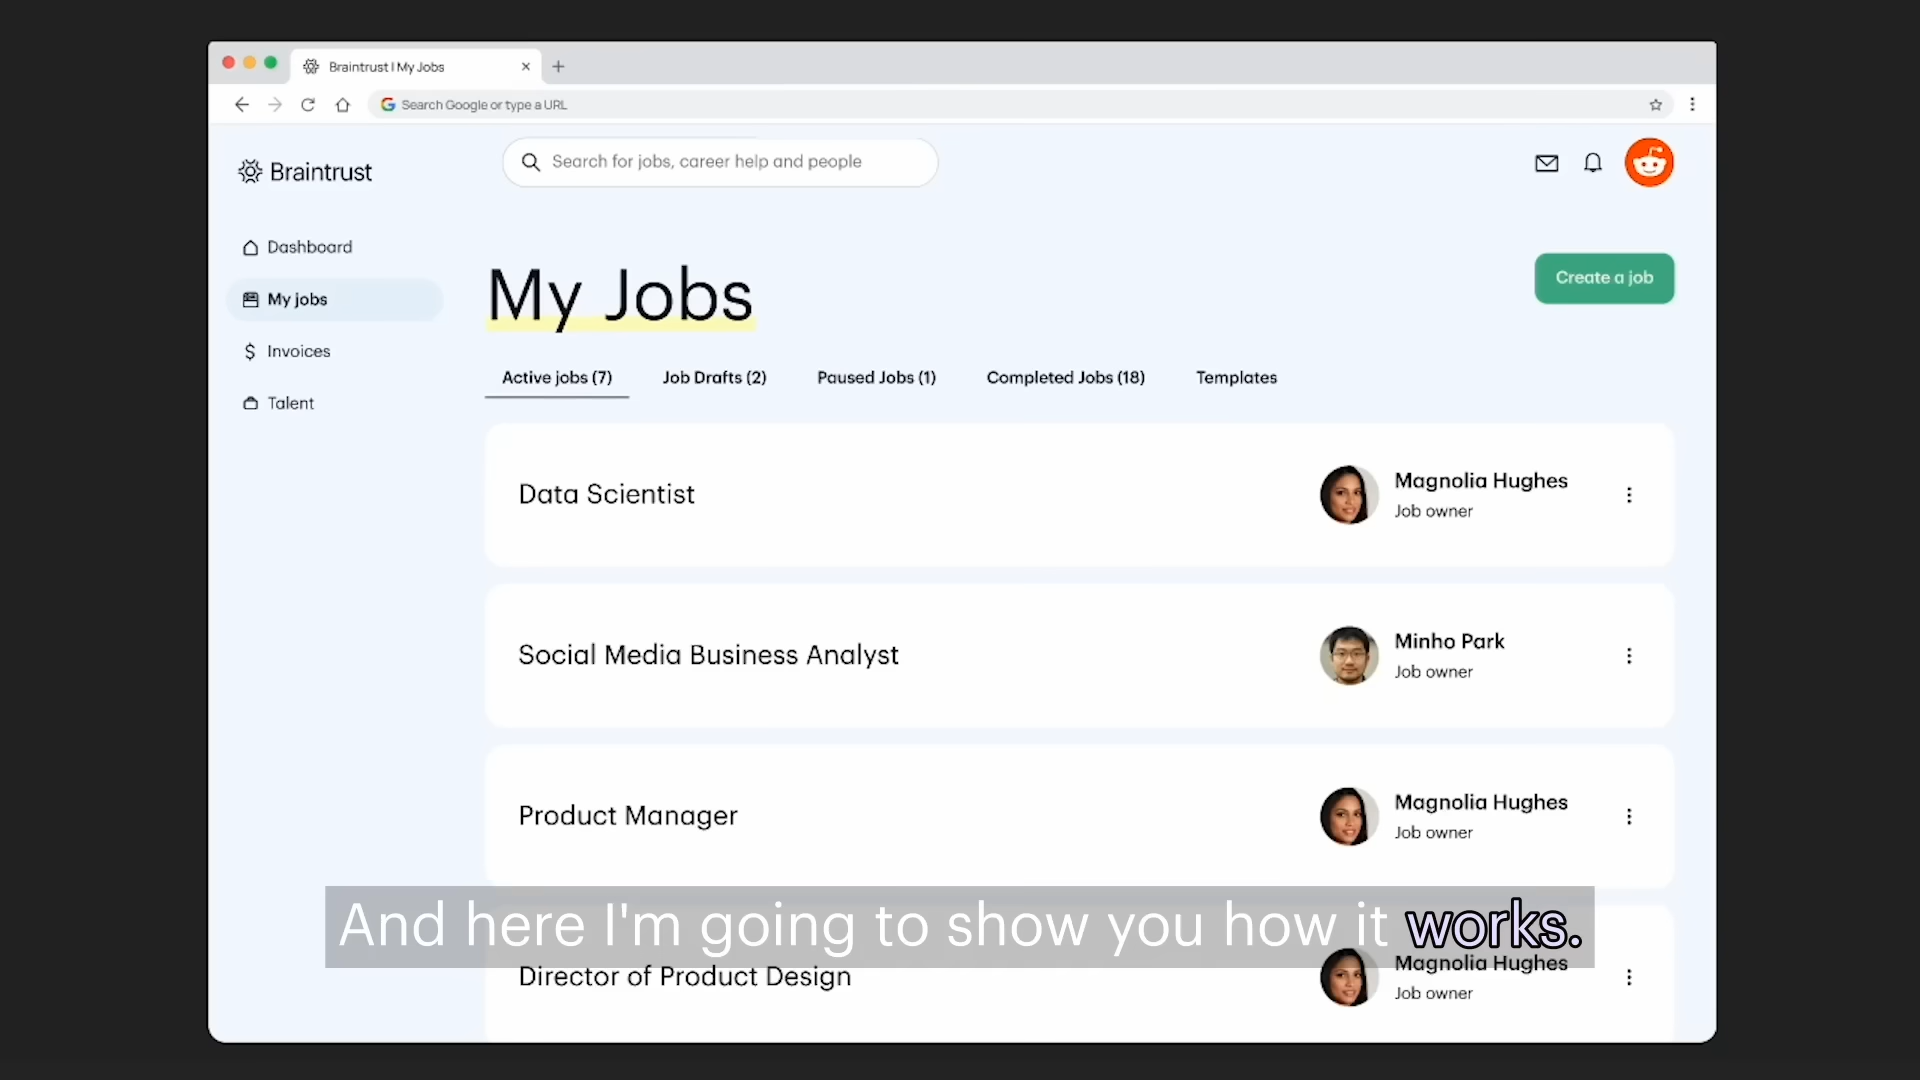 Braintrust | My Jobs
Search Google or type a URL
Braintrust
Search for jobs, career help and people
Dashboard
My jobs
Invoices
Talent
My Jobs
Create a job
Active jobs (7)
Job Drafts (2)
Paused Jobs (1)
Completed Jobs (18)
Templates
Data Scientist
Magnolia Hughes
Job owner
Social Media Business Analyst
Minho Park
Job owner
Product Manager
Magnolia Hughes
Job owner
And here I'm going to show you how it works.
Director of Product Design
Magnolia Hughes
Job owner